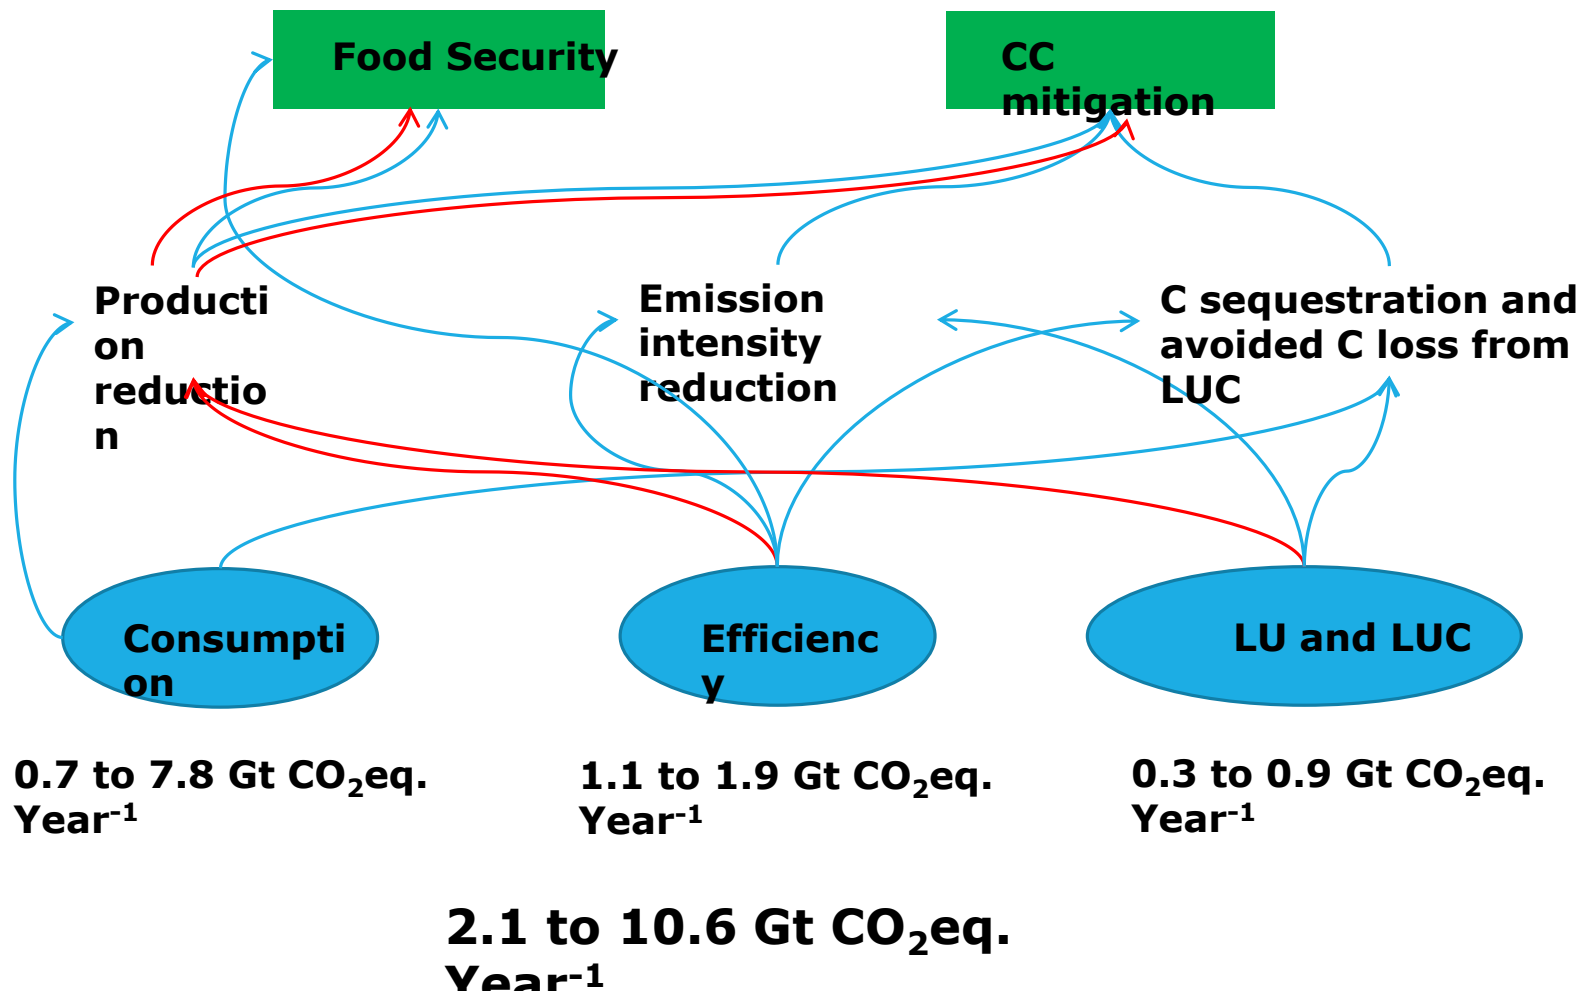 Food Security
CC
mitigation
Producti
on
reductio
n
Emission
intensity
reduction
C sequestration and
avoided C loss from
LUC
Consumpti
on
Efficienc
y
LU and LUC
0.7 to 7.8 Gt CO₂eq.
Year⁻¹
1.1 to 1.9 Gt CO₂eq.
Year⁻¹
0.3 to 0.9 Gt CO₂eq.
Year⁻¹
2.1 to 10.6 Gt CO₂eq.
Year⁻¹